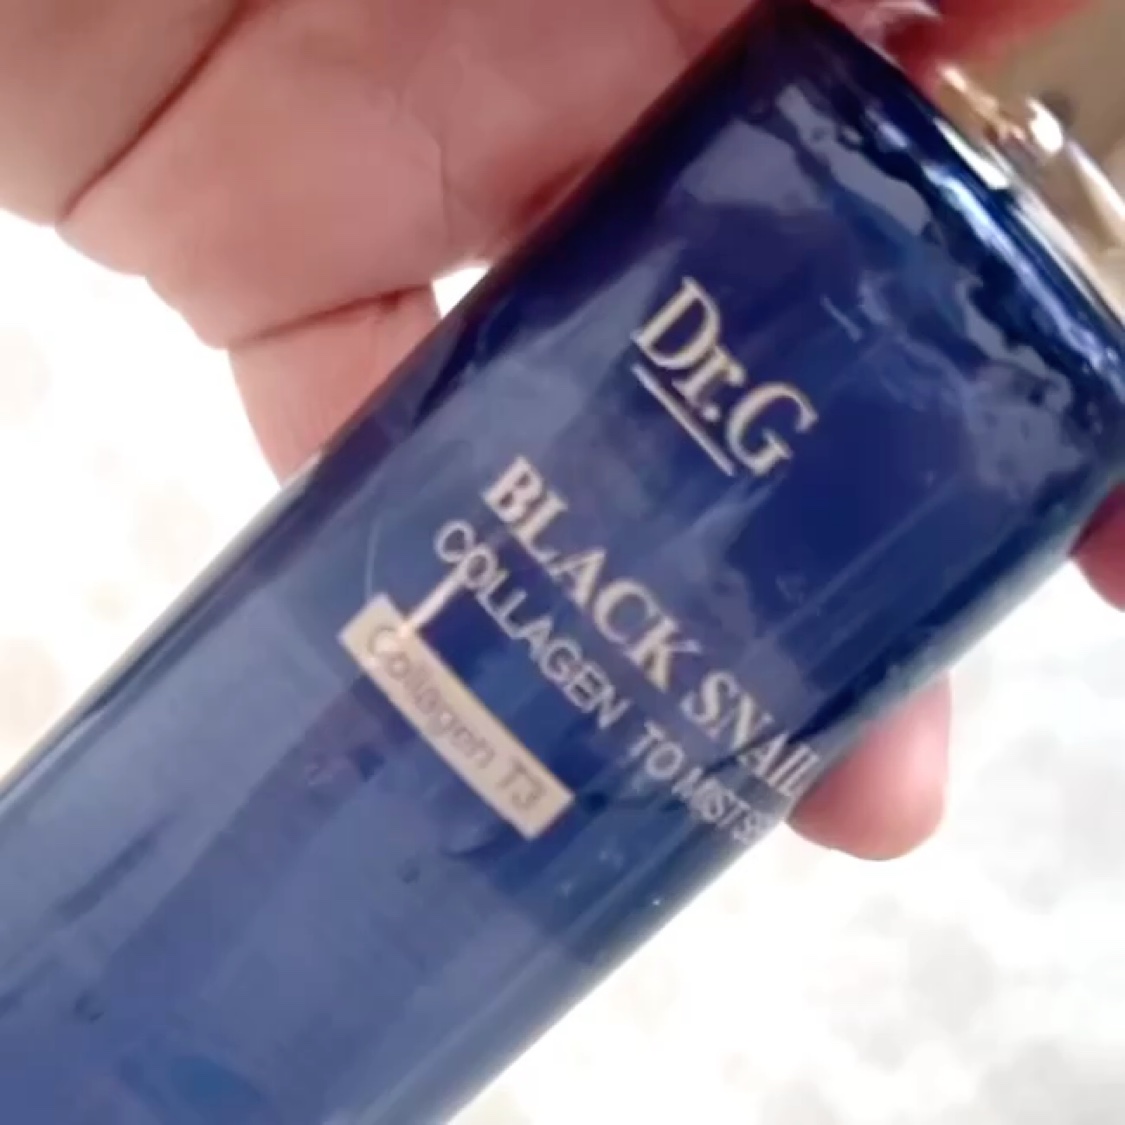 Dr.G
BLACK SNAIL
COLLAGEN TO MIST
Collagen T3